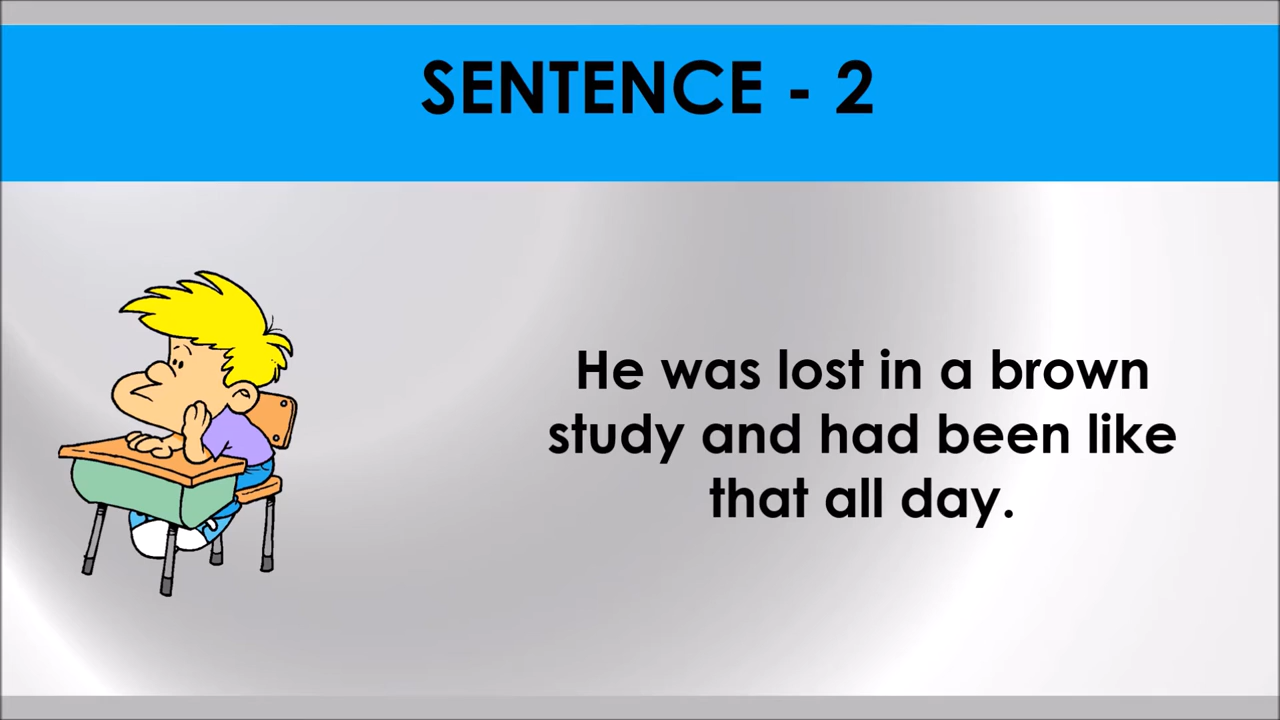 SENTENCE - 2
He was lost in a brown
study and had been like
that all day.